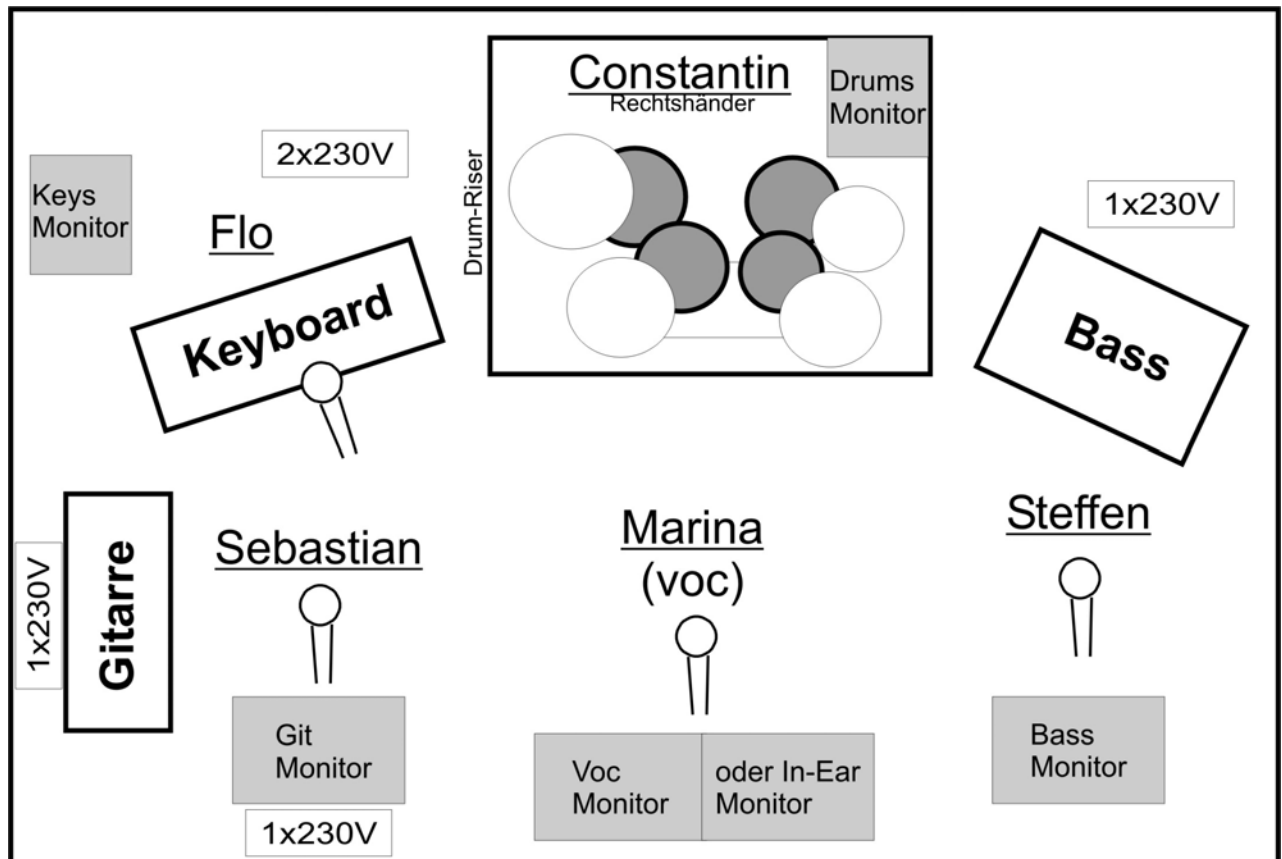 Constantin
Rechtshänder
Drums
Monitor
Drum-Riser
2x230V
Keys
Monitor
Flo
Keyboard
1x230V
Bass
Gitarre
1x230V
Sebastian
Marina
(voc)
Steffen
Git
Monitor
1x230V
Voc
Monitor
oder In-Ear
Monitor
Bass
Monitor